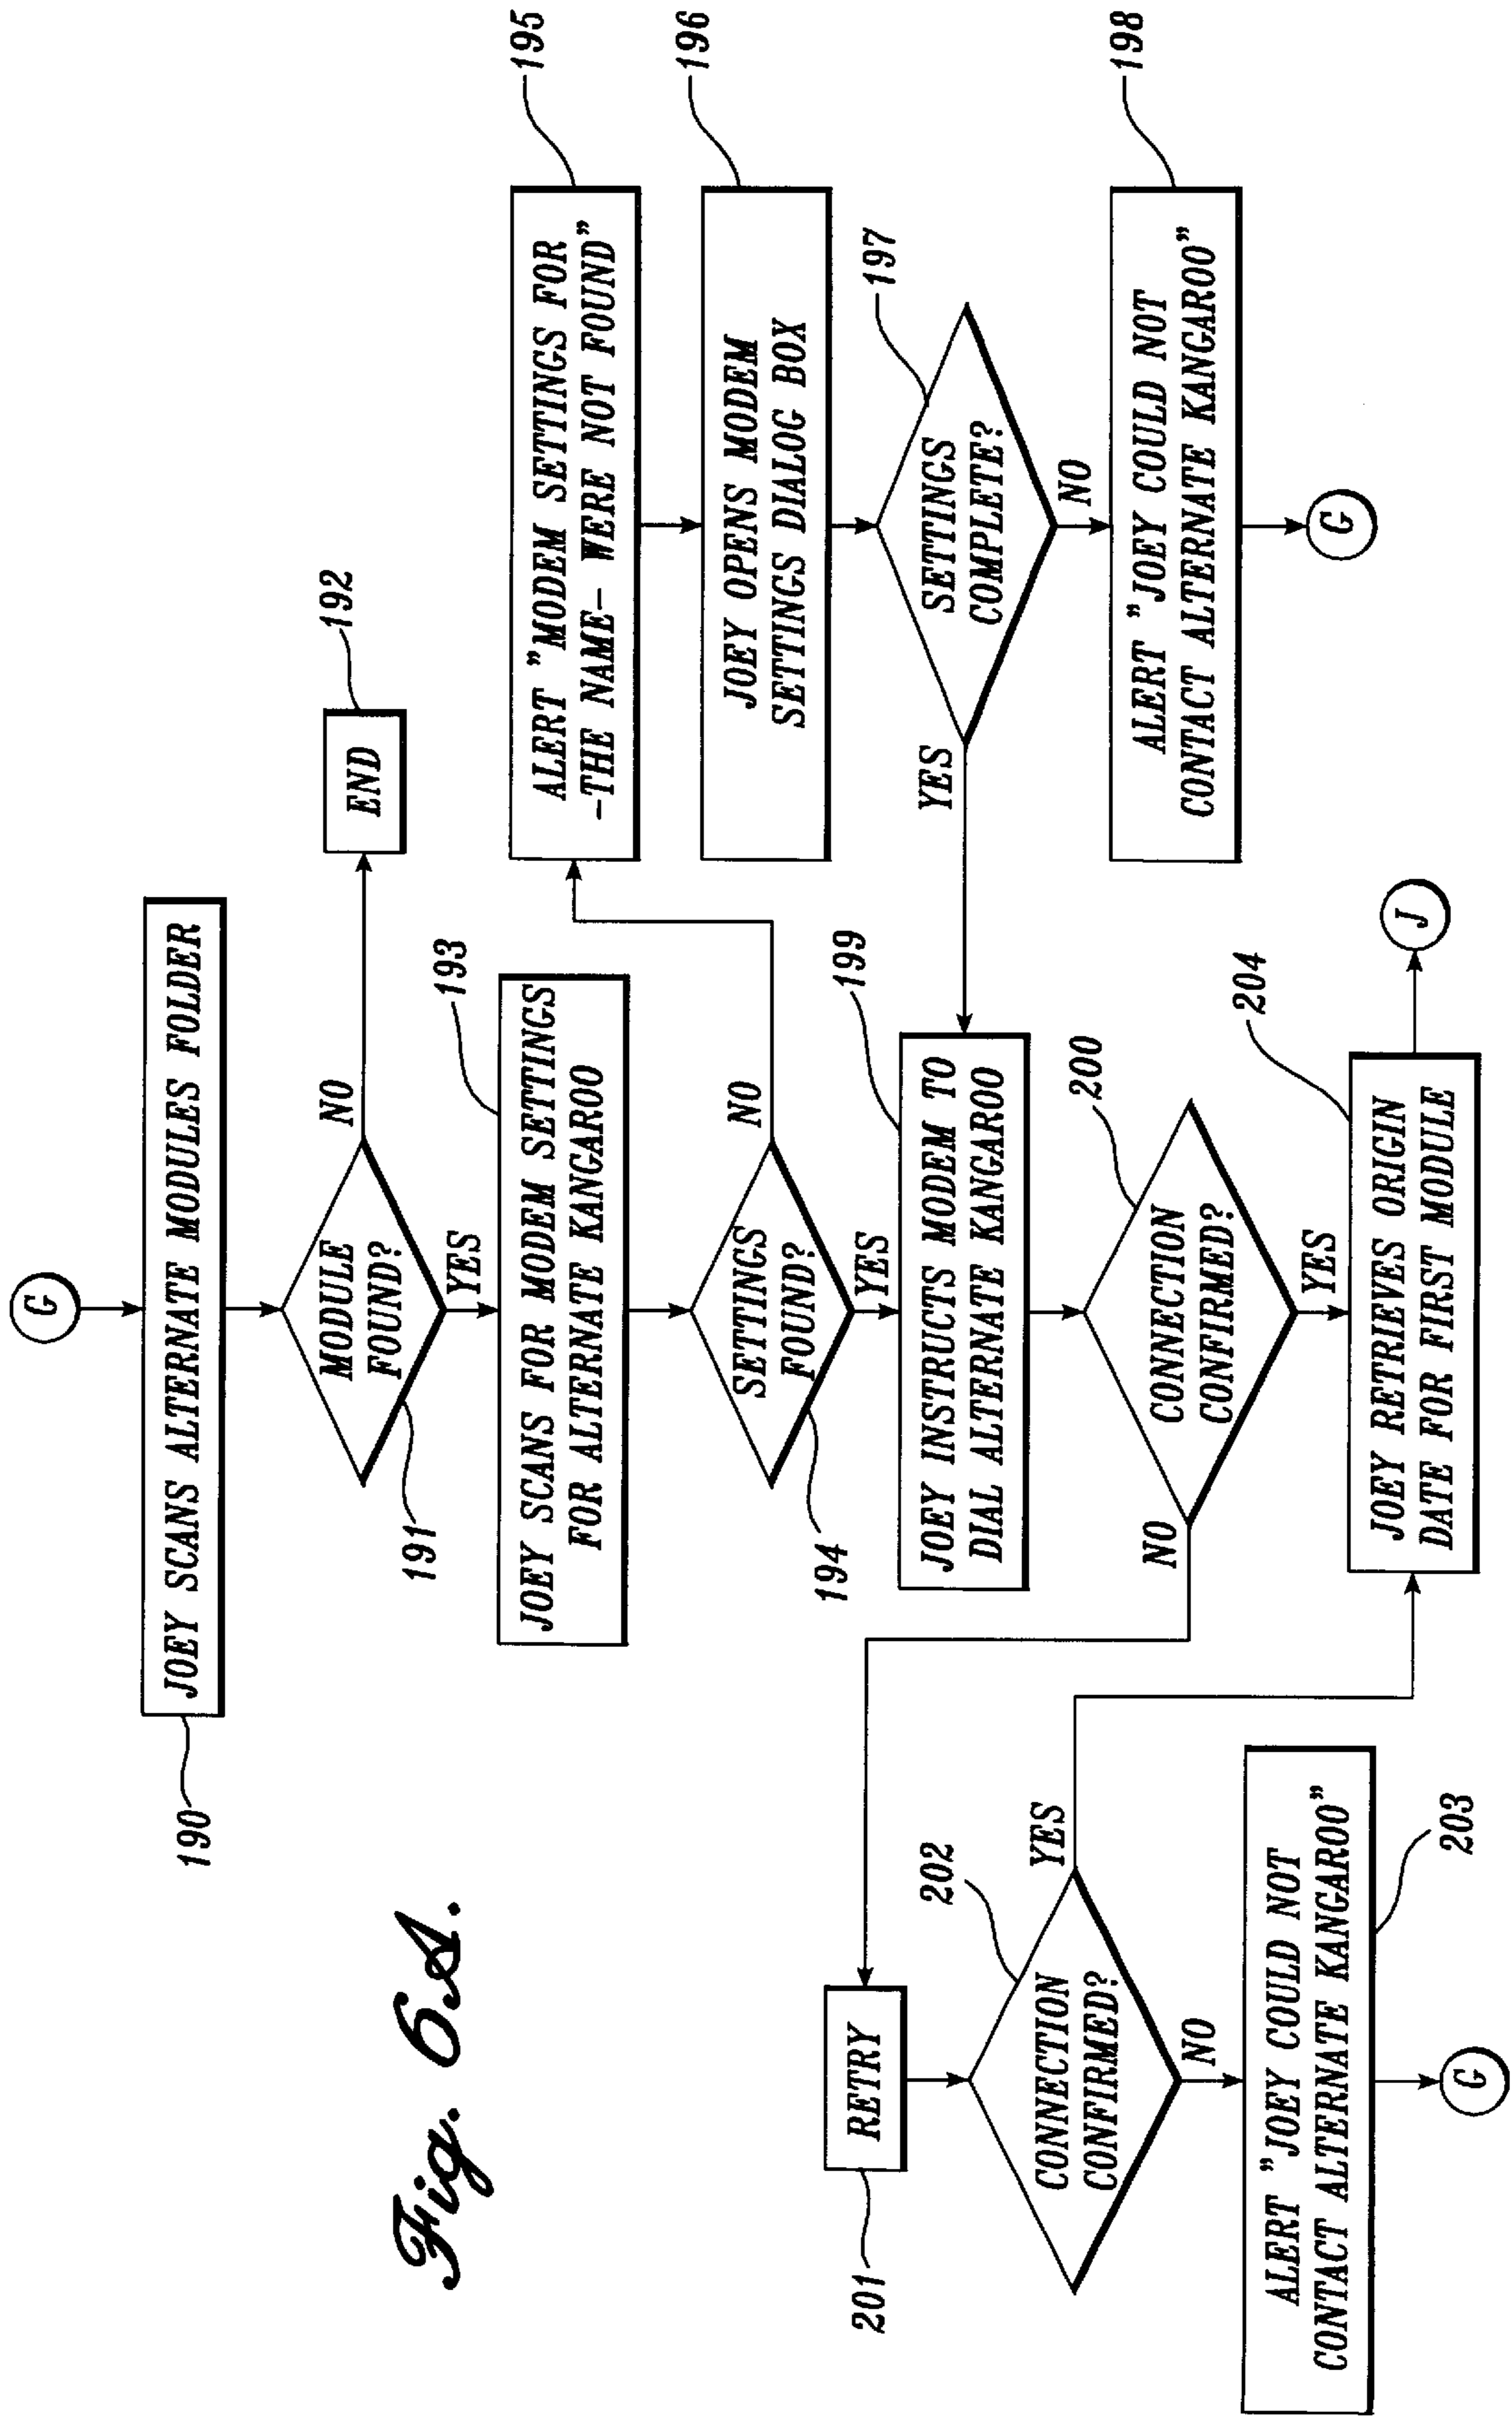 G
JOEY SCANS ALTERNATE MODULES FOLDER
190
MODULE
FOUND?
191
NO
END
192
YES
JOEY SCANS FOR MODEM SETTINGS
FOR ALTERNATE KANGAROO
193
SETTINGS
FOUND?
194
NO
YES
ALERT "MODEM SETTINGS FOR
-THE NAME- WERE NOT FOUND"
195
JOEY OPENS MODEM
SETTINGS DIALOG BOX
196
SETTINGS
COMPLETE?
197
YES
NO
ALERT "JOEY COULD NOT
CONTACT ALTERNATE KANGAROO"
198
G
JOEY INSTRUCTS MODEM TO
DIAL ALTERNATE KANGAROO
199
CONNECTION
CONFIRMED?
200
NO
YES
RETRY
201
CONNECTION
CONFIRMED?
202
YES
NO
ALERT "JOEY COULD NOT
CONTACT ALTERNATE KANGAROO"
203
G
JOEY RETRIEVES ORIGIN
DATE FOR FIRST MODULE
204
J
Fig. 6A.